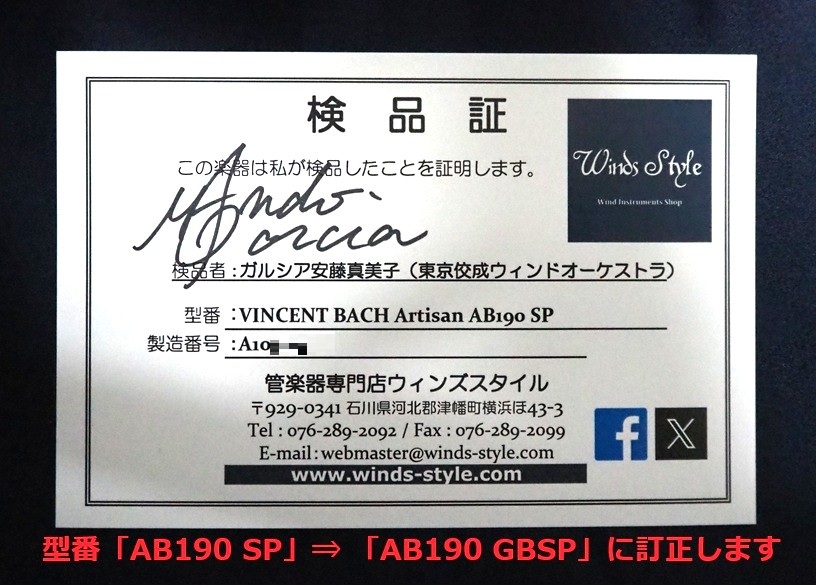 検品証
Winds Style
Wind Instruments Shop
この楽器は私が検品したことを証明します。
検品者:ガルシア安藤真美子（東京佼成ウィンドオーケストラ）
型番:VINCENT BACH Artisan AB190 SP
製造番号:A10
管楽器専門店ウィンズスタイル
〒929-0341 石川県河北郡津幡町横浜ほ43-3
Tel : 076-289-2092 / Fax : 076-289-2099
E-mail : webmaster@winds-style.com
www.winds-style.com
型番「AB190 SP」⇒ 「AB190 GBSP」に訂正します